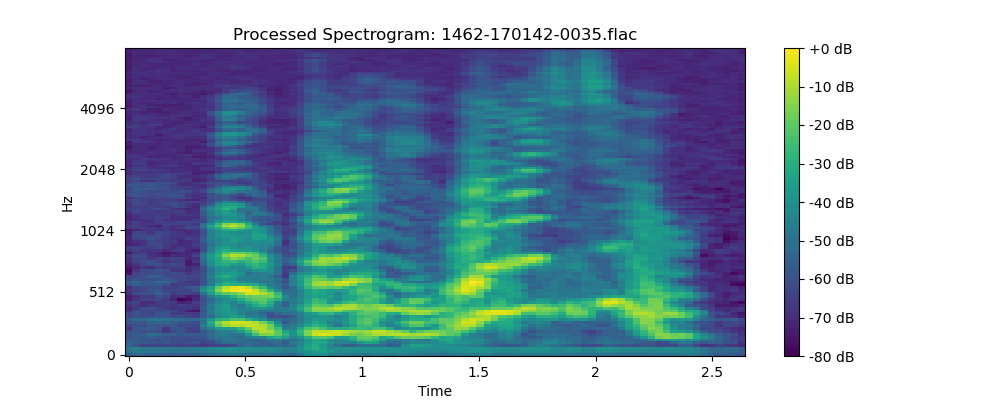 Processed Spectrogram: 1462-170142-0035.flac
Hz
4096
2048
1024
512
0
0
0.5
1
1.5
2
2.5
Time
+0 dB
-10 dB
-20 dB
-30 dB
-40 dB
-50 dB
-60 dB
-70 dB
-80 dB